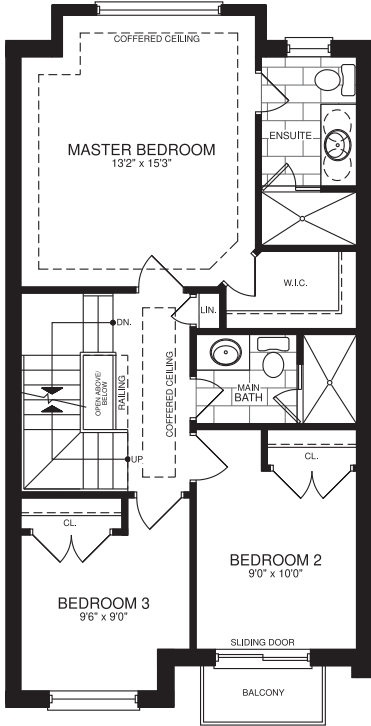 COFFERED CEILING
ENSUITE
MASTER BEDROOM
13'2" x 15'3"
W.I.C.
LIN.
DN.
OPEN ABOVE/
BELOW
RAILING
COFFERED CEILING
MAIN
BATH
UP
CL.
CL.
BEDROOM 2
9'0" x 10'0"
BEDROOM 3
9'6" x 9'0"
SLIDING DOOR
BALCONY